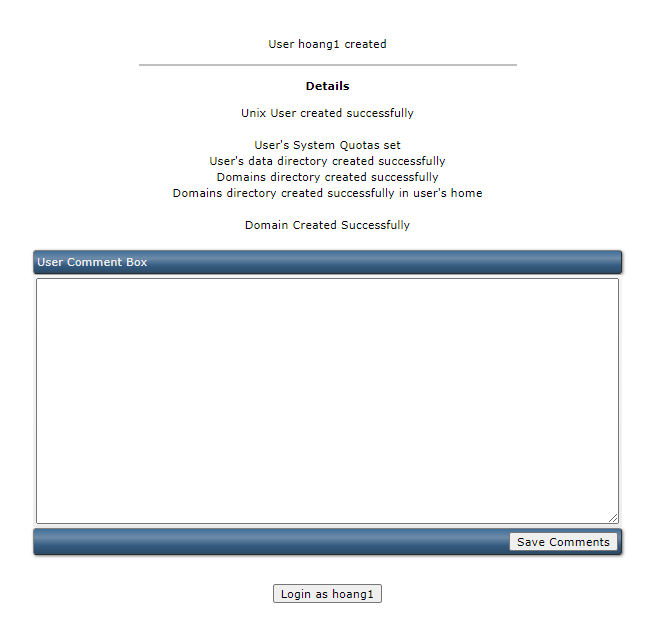 User hoang1 created
Details
Unix User created successfully
User's System Quotas set
User's data directory created successfully
Domains directory created successfully
Domains directory created successfully in user's home
Domain Created Successfully
User Comment Box
Save Comments
Login as hoang1